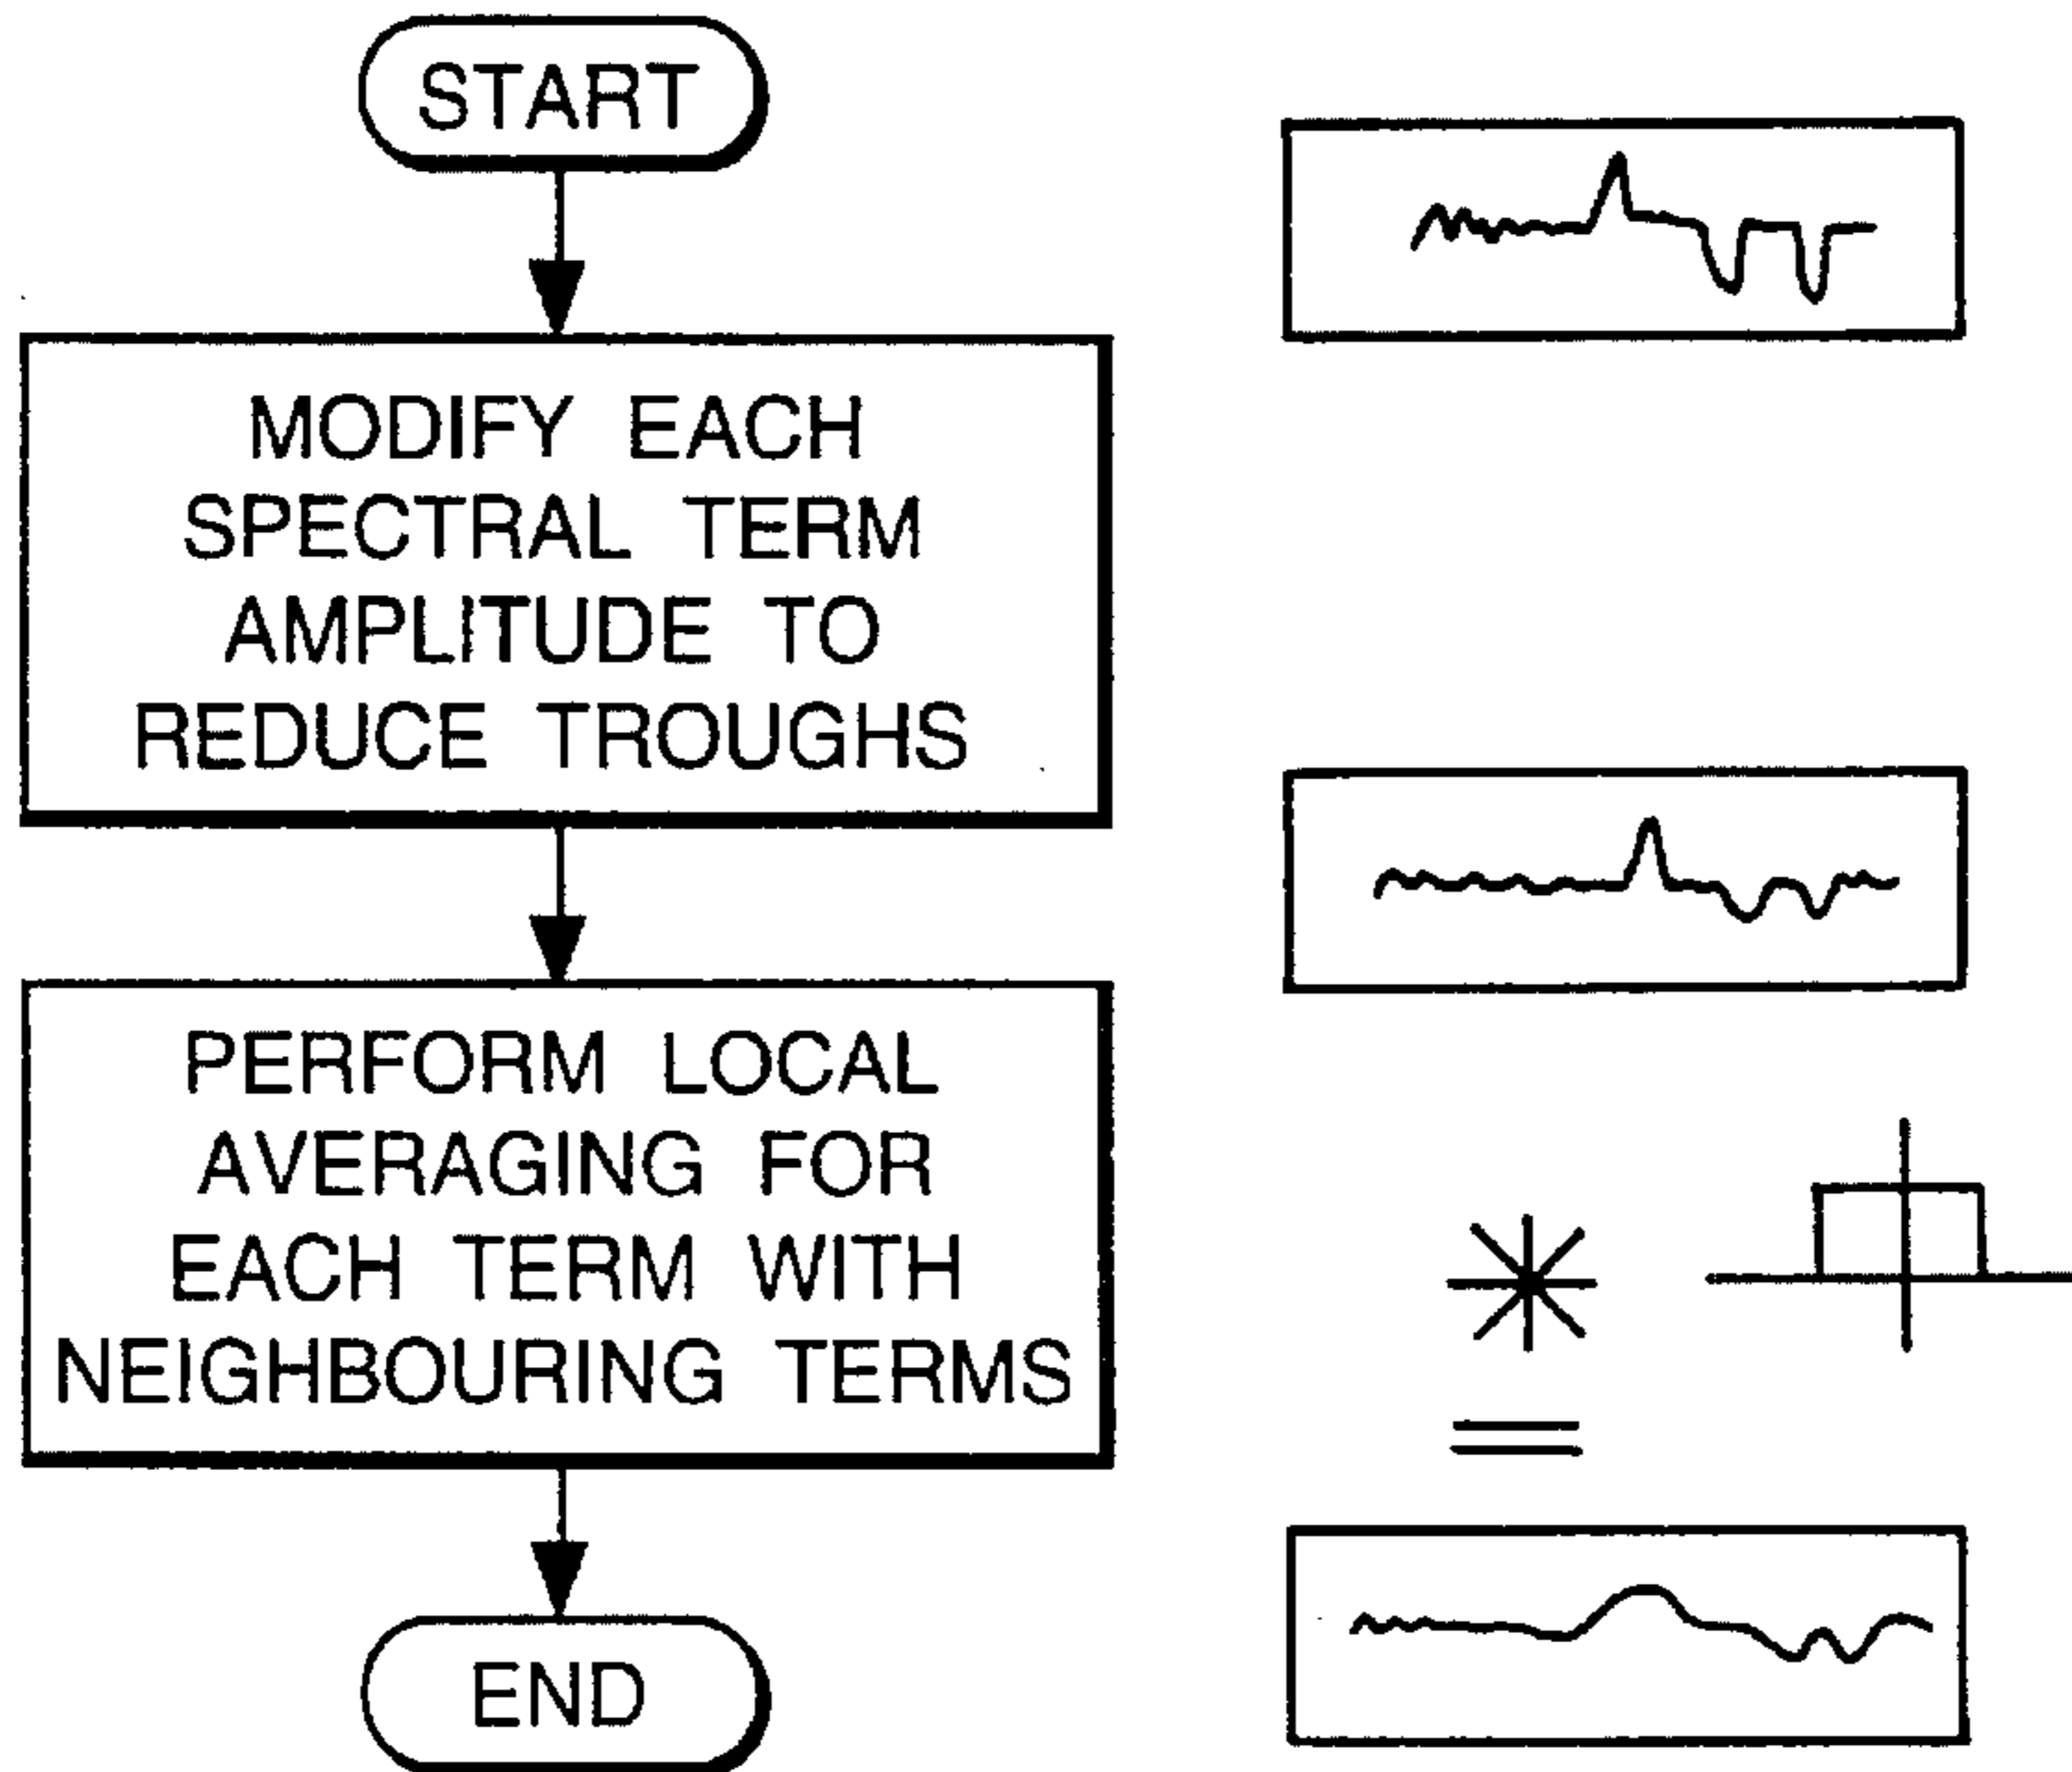 START
MODIFY EACH
SPECTRAL TERM
AMPLITUDE TO
REDUCE TROUGHS
PERFORM LOCAL
AVERAGING FOR
EACH TERM WITH
NEIGHBOURING TERMS
END